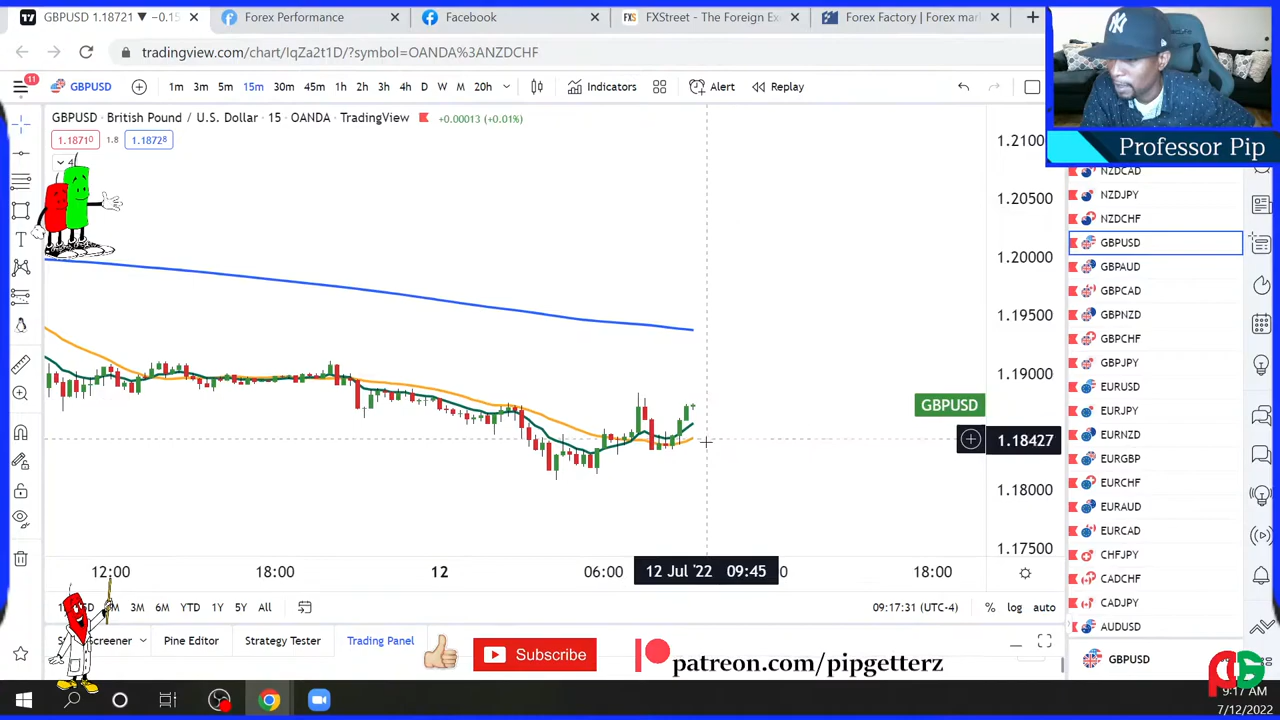 GBPUSD 1.18721 ▼ −0.15
Forex Performance
Facebook
FXS
FXStreet - The Foreign Ex
Forex Factory | Forex mar
tradingview.com/chart/IqZa2t1D/?symbol=OANDA%3ANZDCHF
11
GBPUSD
1m 3m 5m 15m 30m 45m 1h 2h 3h 4h D W M 20h
Indicators
Alert
Replay
GBPUSD · British Pound / U.S. Dollar · 15 · OANDA · TradingView
+0.00013 (+0.01%)
1.18710 1.8 1.18728
4
Professor Pip
1.21000
1.20500
1.20000
1.19500
1.19000
GBPUSD
1.18427
1.18000
1.17500
NZDCAD
NZDJPY
NZDCHF
GBPUSD
GBPAUD
GBPCAD
GBPNZD
GBPCHF
GBPJPY
EURUSD
EURJPY
EURNZD
EURGBP
EURCHF
EURAUD
EURCAD
CHFJPY
CADCHF
CADJPY
AUDUSD
12:00 18:00 12 06:00 12 Jul '22 09:45 18:00
3M 6M YTD 1Y 5Y All
09:17:31 (UTC-4)
% log auto
Screener
Pine Editor
Strategy Tester
Trading Panel
Subscribe
patreon.com/pipgetterz
GBPUSD
9:17 AM
7/12/2022